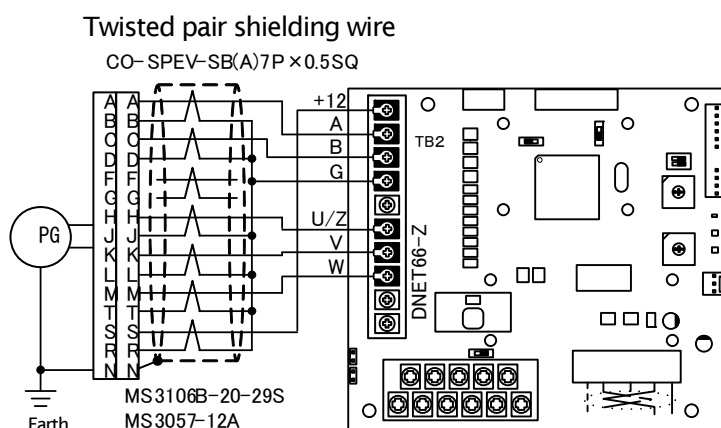 Twisted pair shielding wire
CO-SPEV-SB(A)7P×0.5SQ
A A
B B
C C
D D
F F
G G
H H
J J
K K
L L
M M
T T
S S
R R
N N
PG
+12
A
B
G
U/Z
V
W
TB2
DNET66-Z
Earth
MS3106B-20-29S
MS3057-12A